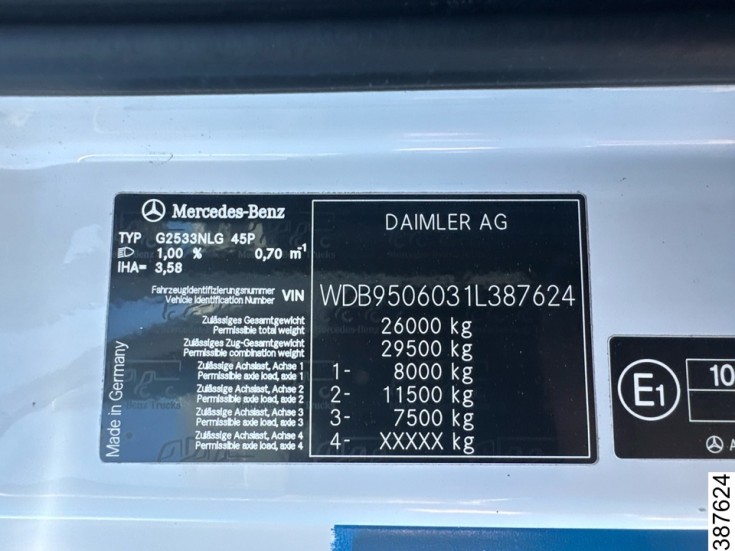 Mercedes-Benz
TYP G2533NLG 45P
1,00 % 0,70 m⁻¹
IHA= 3,58
DAIMLER AG
Fahrzeugidentifizierungsnummer
Vehicle Identification Number VIN WDB9506031L387624
Zulässiges Gesamtgewicht
Permissible total weight 26000 kg
Zulässiges Zug-Gesamtgewicht
Permissible combination weight 29500 kg
Zulässige Achslast, Achse 1
Permissible axle load, axle 1 1- 8000 kg
Zulässige Achslast, Achse 2
Permissible axle load, axle 2 2- 11500 kg
Zulässige Achslast, Achse 3
Permissible axle load, axle 3 3- 7500 kg
Zulässige Achslast, Achse 4
Permissible axle load, axle 4 4- XXXXX kg
Made in Germany
E1
10
A
387624